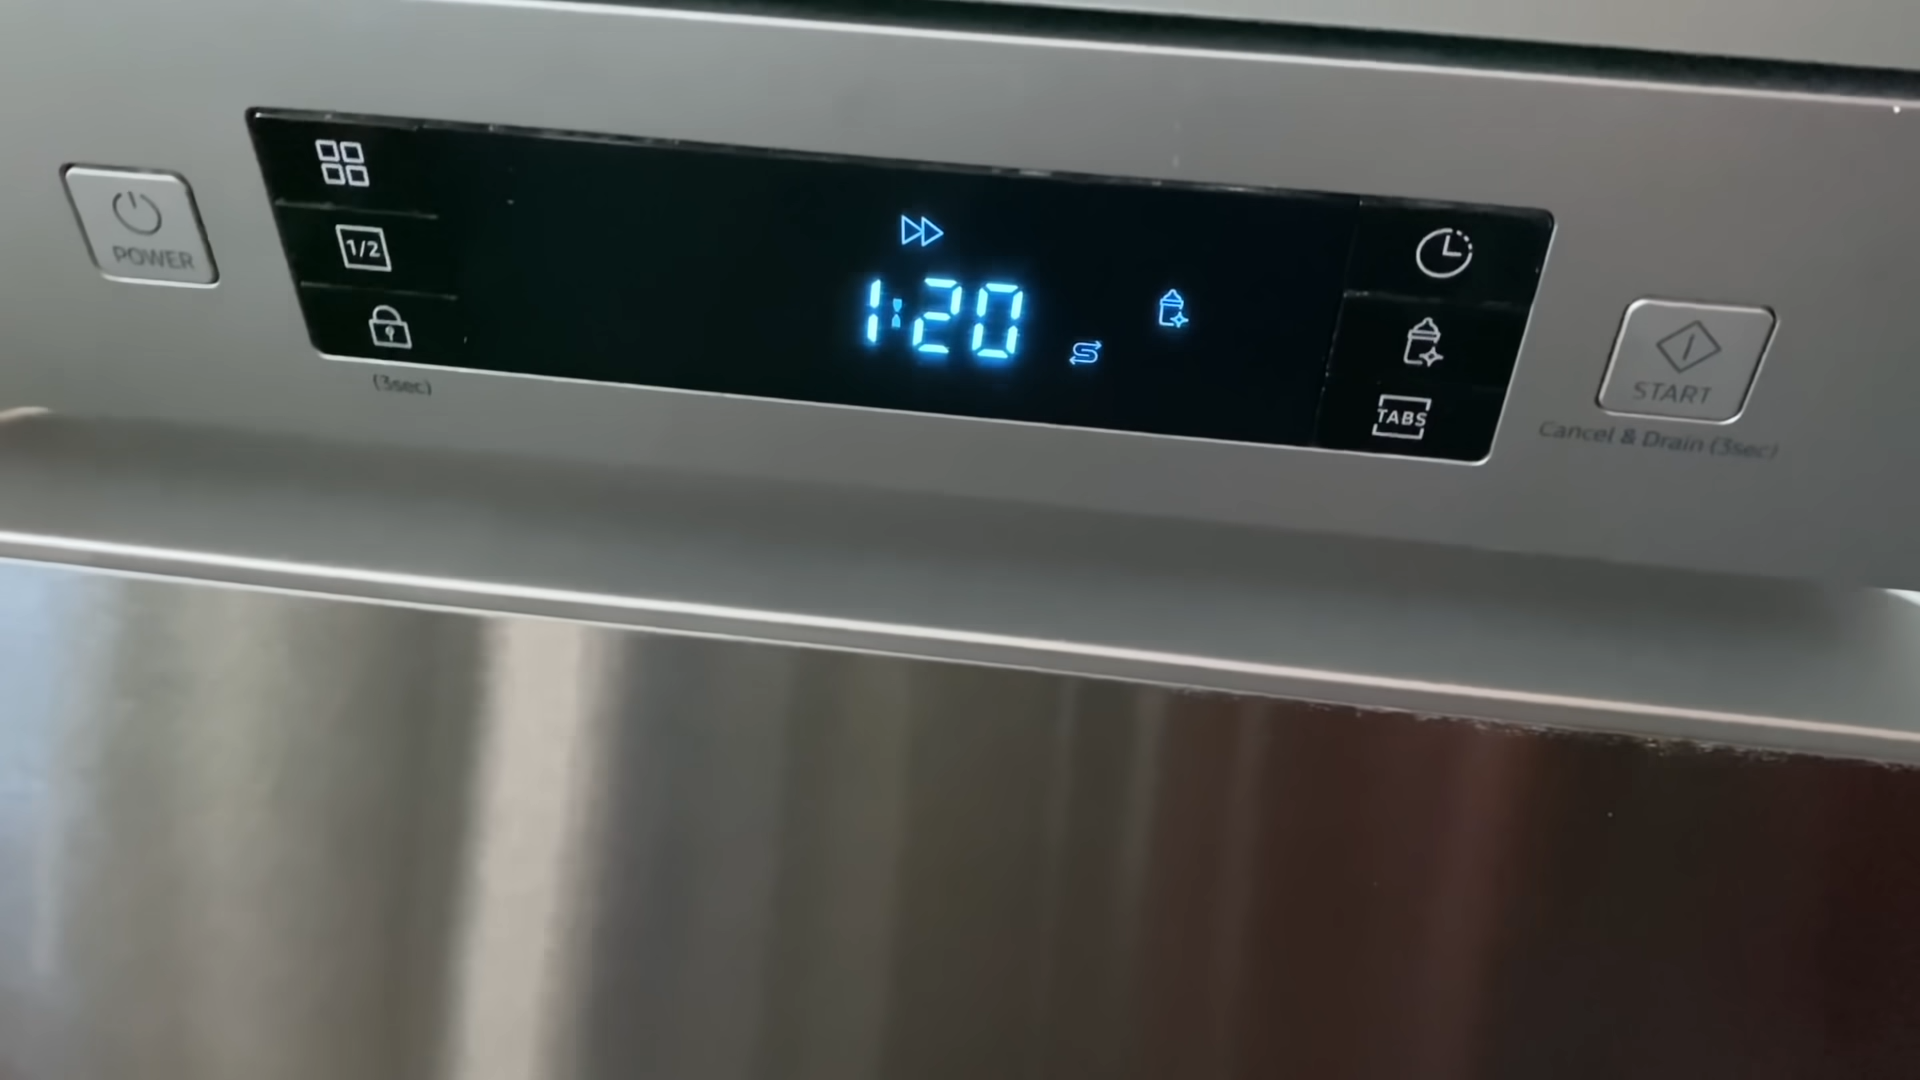 POWER
1/2
(3sec)
1:20
TABS
START
Cancel & Drain (3sec)